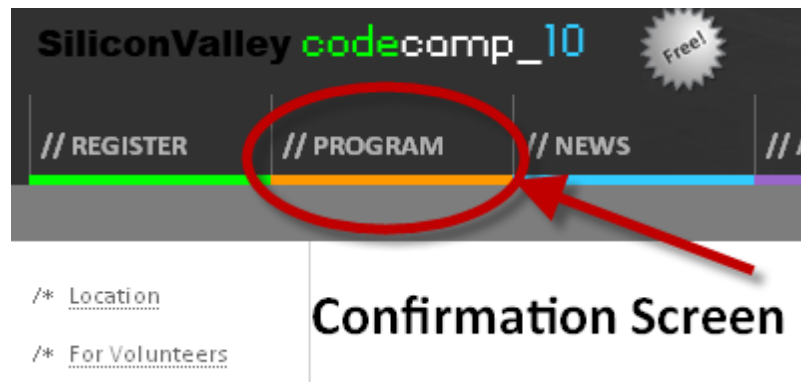 SiliconValley codecamp_10
Free!
// REGISTER // PROGRAM // NEWS // A
/* Location
Confirmation Screen
/* For Volunteers